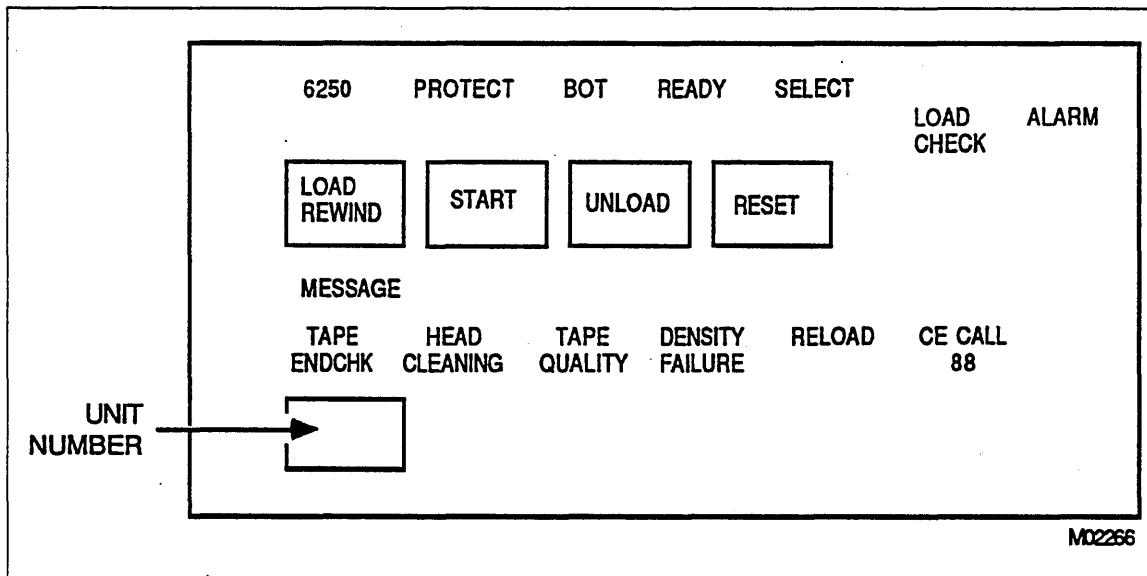 6250 PROTECT BOT READY SELECT
LOAD CHECK ALARM
LOAD REWIND START UNLOAD RESET
MESSAGE
TAPE ENDCHK HEAD CLEANING TAPE QUALITY DENSITY FAILURE RELOAD CE CALL 88
UNIT NUMBER
M02266